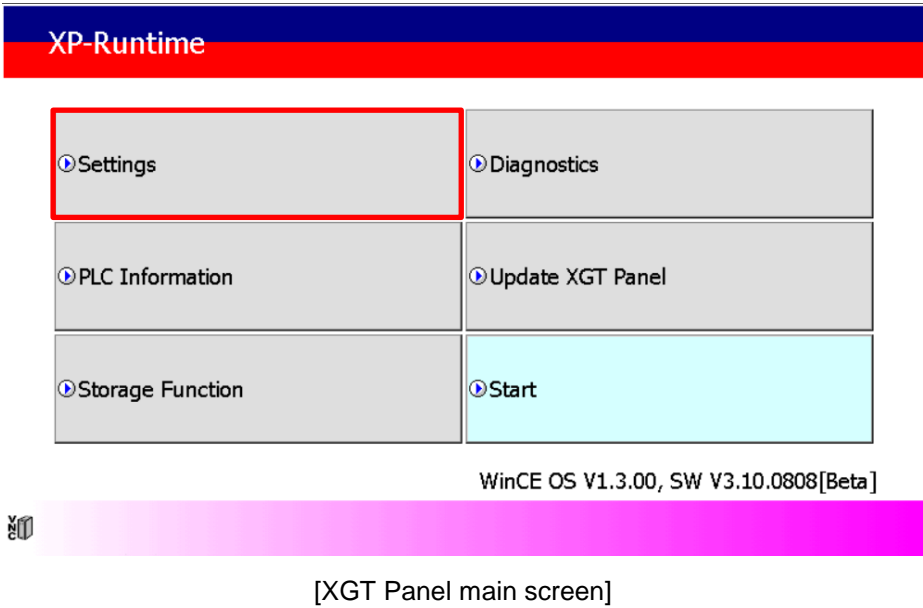 XP-Runtime
Settings
Diagnostics
PLC Information
Update XGT Panel
Storage Function
Start
WinCE OS V1.3.00, SW V3.10.0808[Beta]
VNC
[XGT Panel main screen]